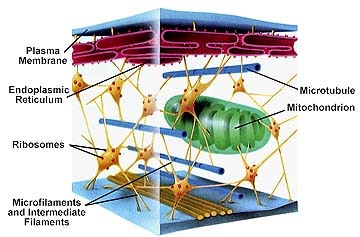 Plasma
Membrane
Endoplasmic
Reticulum
Ribosomes
Microfilaments
and Intermediate
Filaments
Microtubule
Mitochondrion